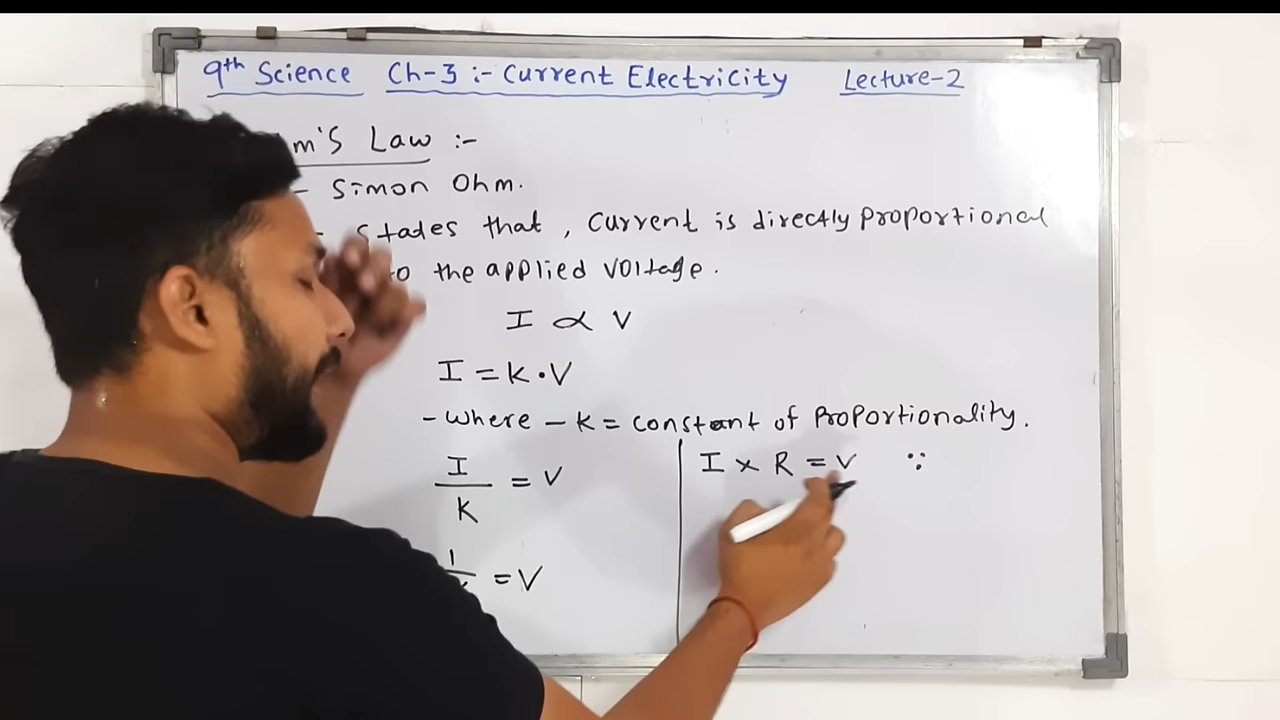 9th Science Ch-3 :- Current Electricity Lecture-2
m's Law :-
- Simon Ohm.
- States that, Current is directly proportional
to the applied voltage.
I ∝ V
I = K·V
- Where - K = Constant of Proportionality.
I/K = V
I × R = V ∵
1/ = V